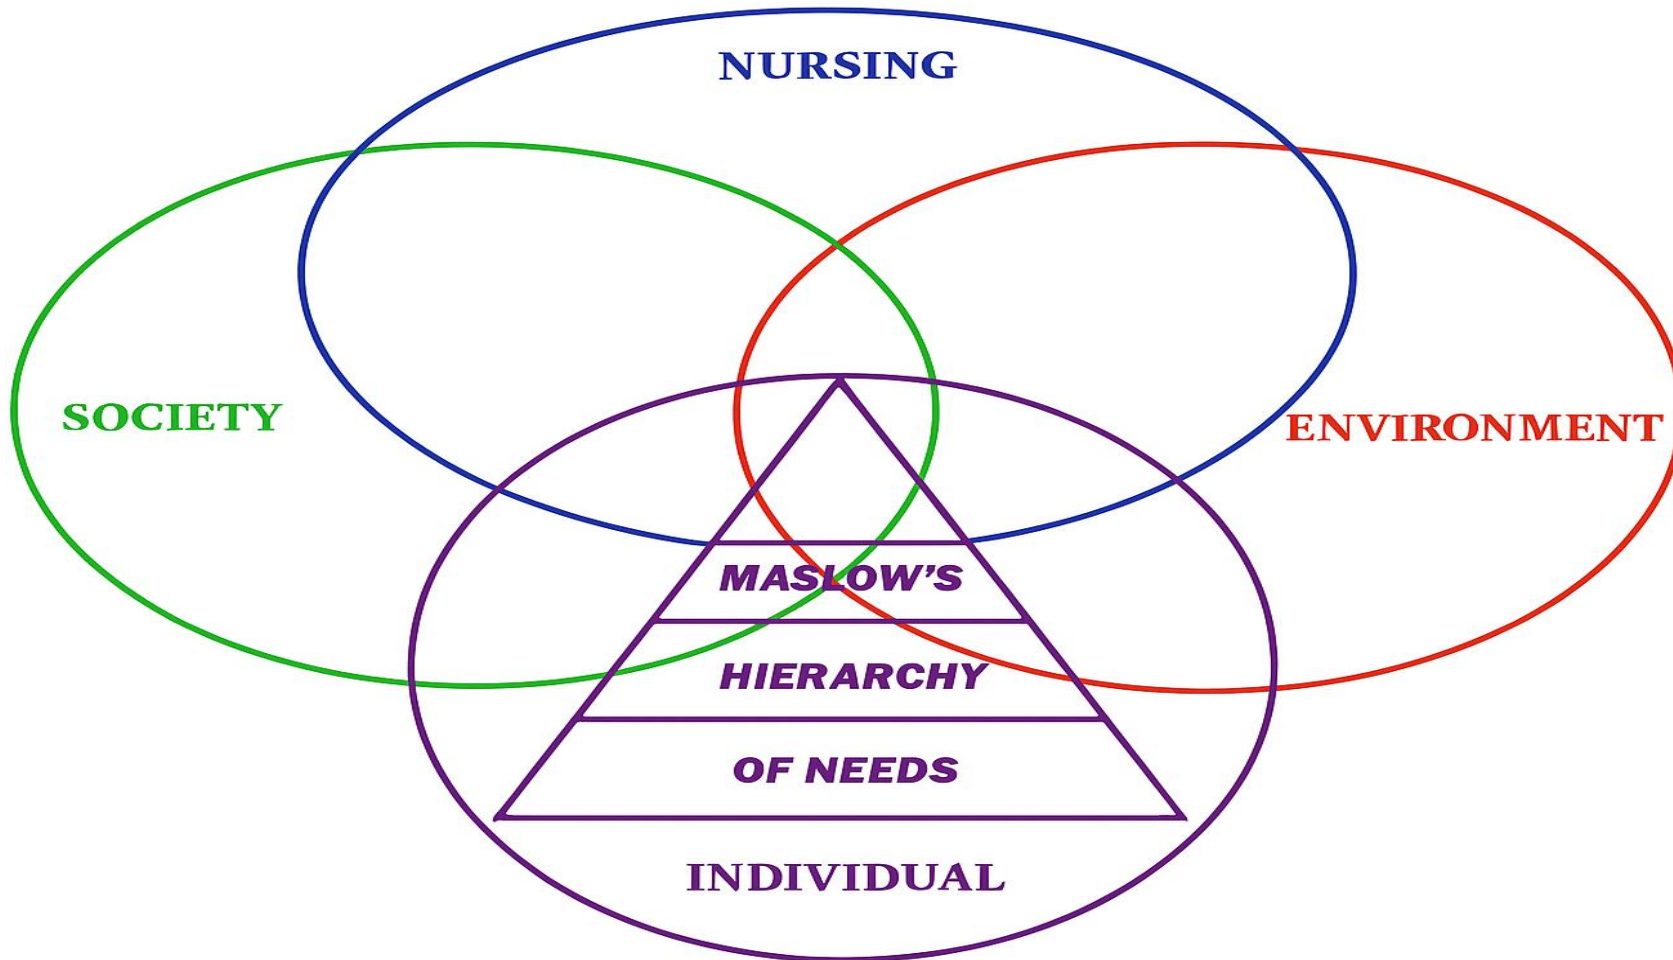 NURSING
SOCIETY
ENVIRONMENT
MASLOW'S
HIERARCHY
OF NEEDS
INDIVIDUAL